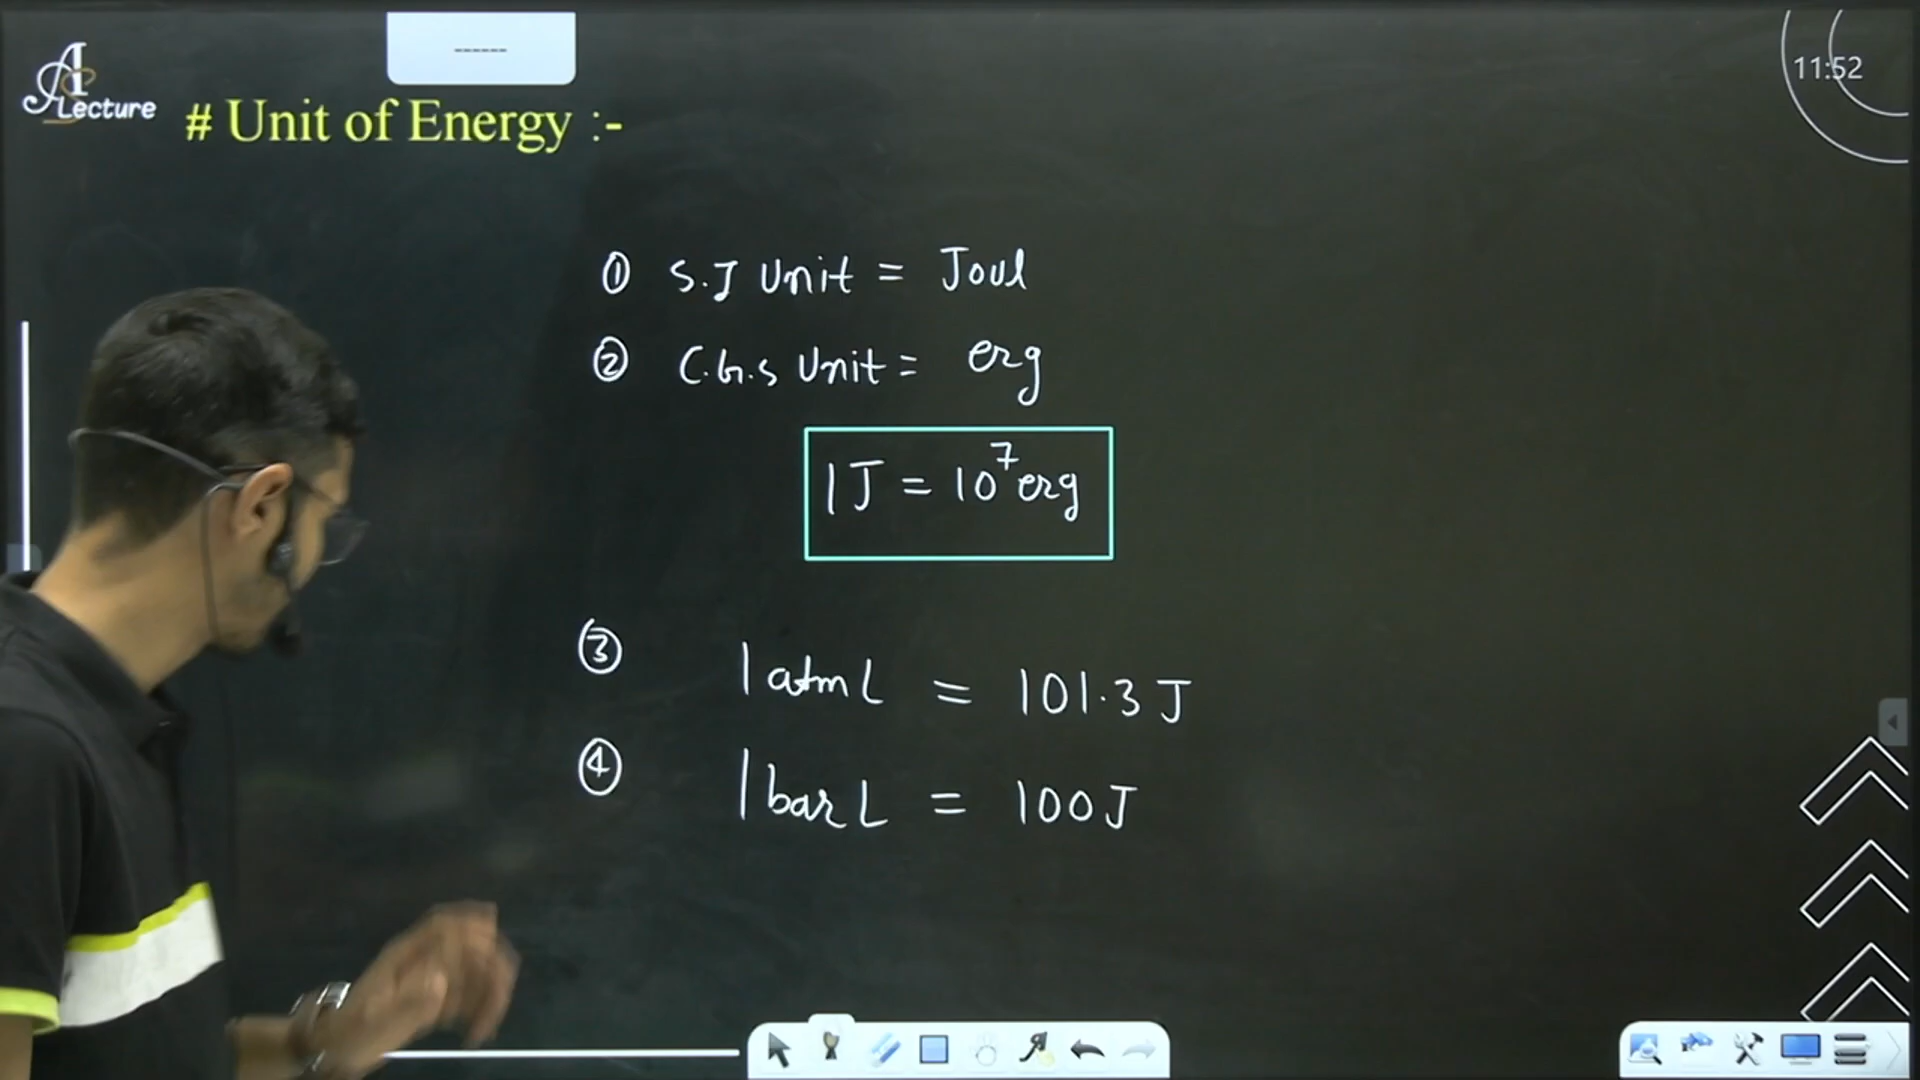 AS Lecture
------
11:52
# Unit of Energy :-
① S.I Unit = Joul
② C.G.S Unit = erg
1J = 10⁷ erg
③ 1 atm L = 101.3 J
④ 1 bar L = 100 J